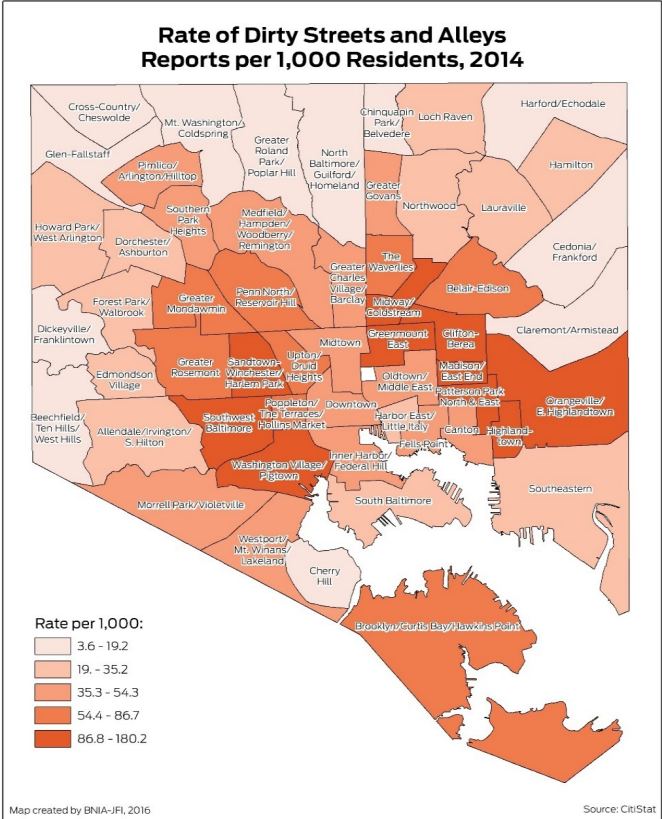 Rate of Dirty Streets and Alleys
Reports per 1,000 Residents, 2014
Cross-Country/
Cheswolde
Mt. Washington/
Coldspring
Greater
Roland
Park/
Poplar Hill
North
Baltimore/
Guilford/
Homeland
Chinquapin
Park/
Belvedere
Loch Raven
Harford/Echodale
Glen-Fallstaff
Pimlico/
Arlington/Hilltop
Hamilton
Greater
Govans
Northwood
Lauraville
Howard Park/
West Arlington
Southern
Park
Heights
Medfield/
Hampden/
Woodberry/
Remington
Dorchester/
Ashburton
Cedonia/
Frankford
The
Waverlies
Greater
Charles
Village/
Barclay
Belair-Edison
Forest Park/
Walbrook
Greater
Mondawmin
Penn North/
Reservoir Hill
Midway/
Coldstream
Dickeyville/
Franklintown
Midtown
Greenmount
East
Clifton-
Berea
Claremont/Armistead
Edmondson
Village
Greater
Rosemont
Sandtown-
Winchester/
Harlem Park
Upton/
Druid
Heights
Madison/
East End
Oldtown/
Middle East
Patterson Park
North & East
Orangeville/
E. Highlandtown
Beechfield/
Ten Hills/
West Hills
Allendale/Irvington/
S. Hilton
Southwest
Baltimore
Poppleton/
The Terraces/
Hollins Market
Downtown
Harbor East/
Little Italy
Fells Point
Canton
Highland-
town
Washington Village/
Pigtown
Inner Harbor/
Federal Hill
South Baltimore
Southeastern
Morrell Park/Violetville
Westport/
Mt. Winans/
Lakeland
Cherry
Hill
Brooklyn/Curtis Bay/Hawkins Point
Rate per 1,000:
3.6 - 19.2
19. - 35.2
35.3 - 54.3
54.4 - 86.7
86.8 - 180.2
Map created by BNIA-JFI, 2016
Source: CitiStat